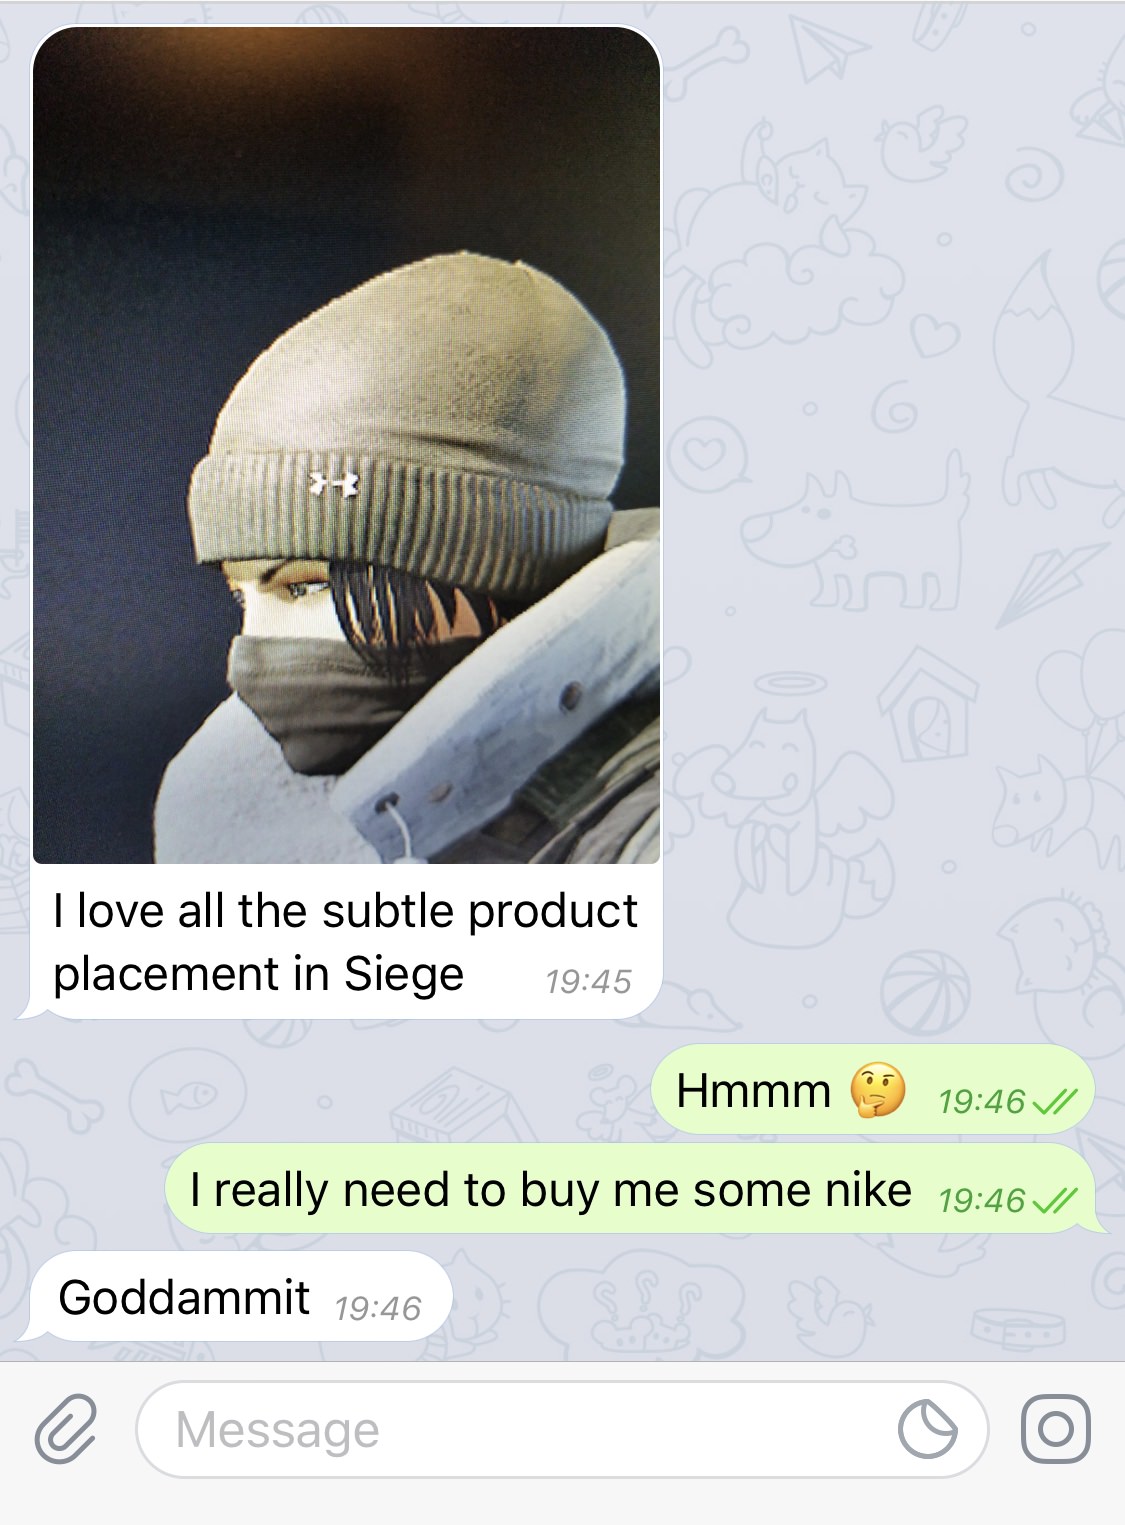 I love all the subtle product
placement in Siege 19:45
Hmmm 🤔 19:46
I really need to buy me some nike 19:46
Goddammit 19:46
Message